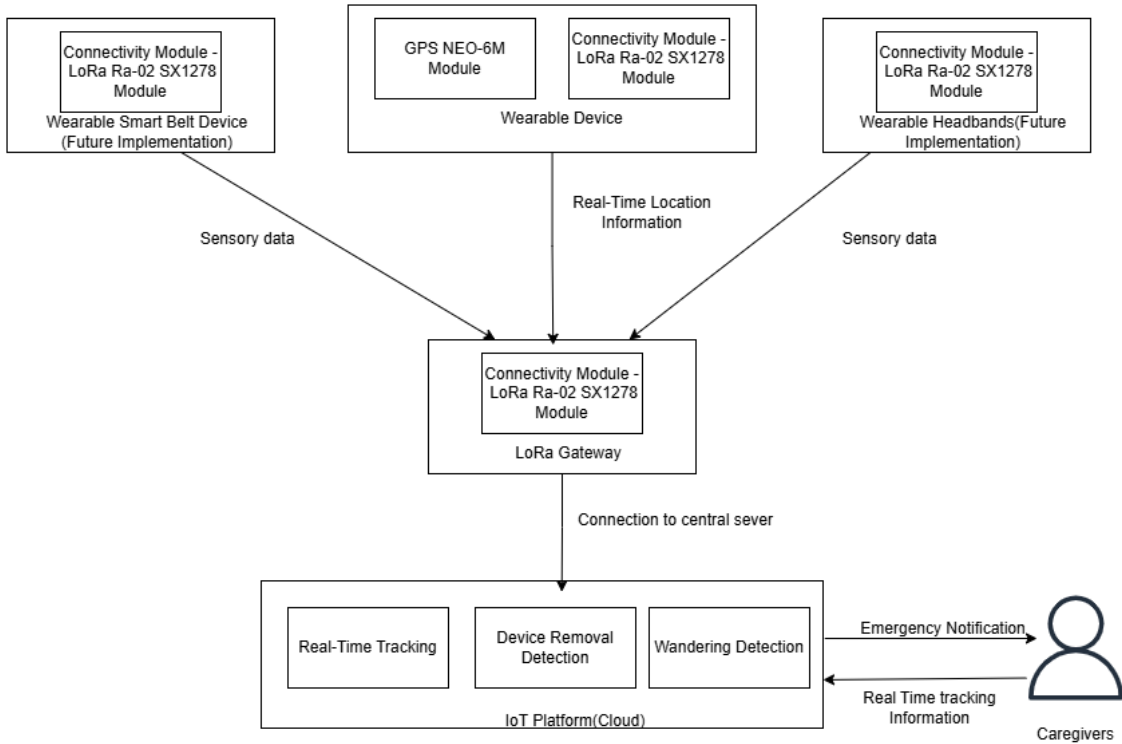 Connectivity Module -
LoRa Ra-02 SX1278
Module
Wearable Smart Belt Device
(Future Implementation)
GPS NEO-6M
Module
Connectivity Module -
LoRa Ra-02 SX1278
Module
Wearable Device
Connectivity Module -
LoRa Ra-02 SX1278
Module
Wearable Headbands(Future
Implementation)
Sensory data
Real-Time Location
Information
Sensory data
Connectivity Module -
LoRa Ra-02 SX1278
Module
LoRa Gateway
Connection to central sever
Real-Time Tracking
Device Removal
Detection
Wandering Detection
IoT Platform(Cloud)
Emergency Notification
Real Time tracking
Information
Caregivers